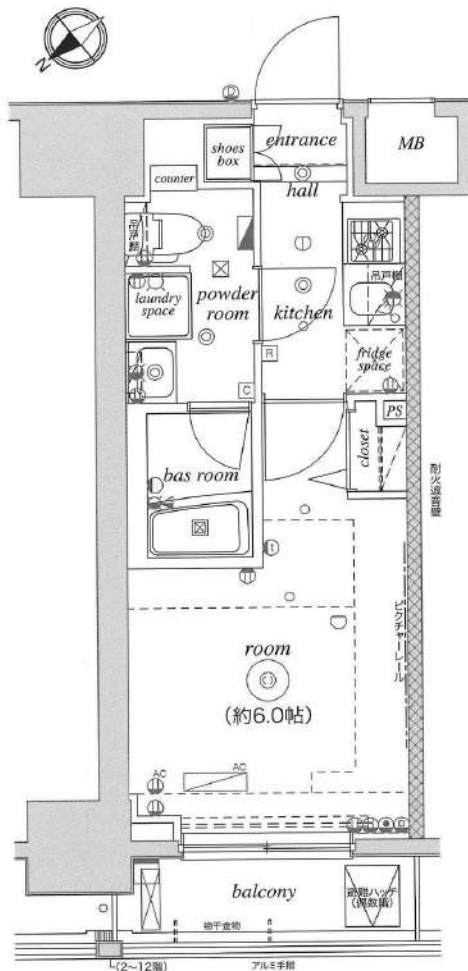 N
D
shoes
box
entrance
MB
counter
hall
吊戸棚
吊戸棚
laundry
space
powder
room
kitchen
R
fridge
space
C
PS
closet
bas room
耐火遮音壁
t
ピクチャーレール
room
(約6.0帖)
AC
AC
balcony
避難ハッチ
(偶数階)
物干金物
(2~12階)
アルミ手摺